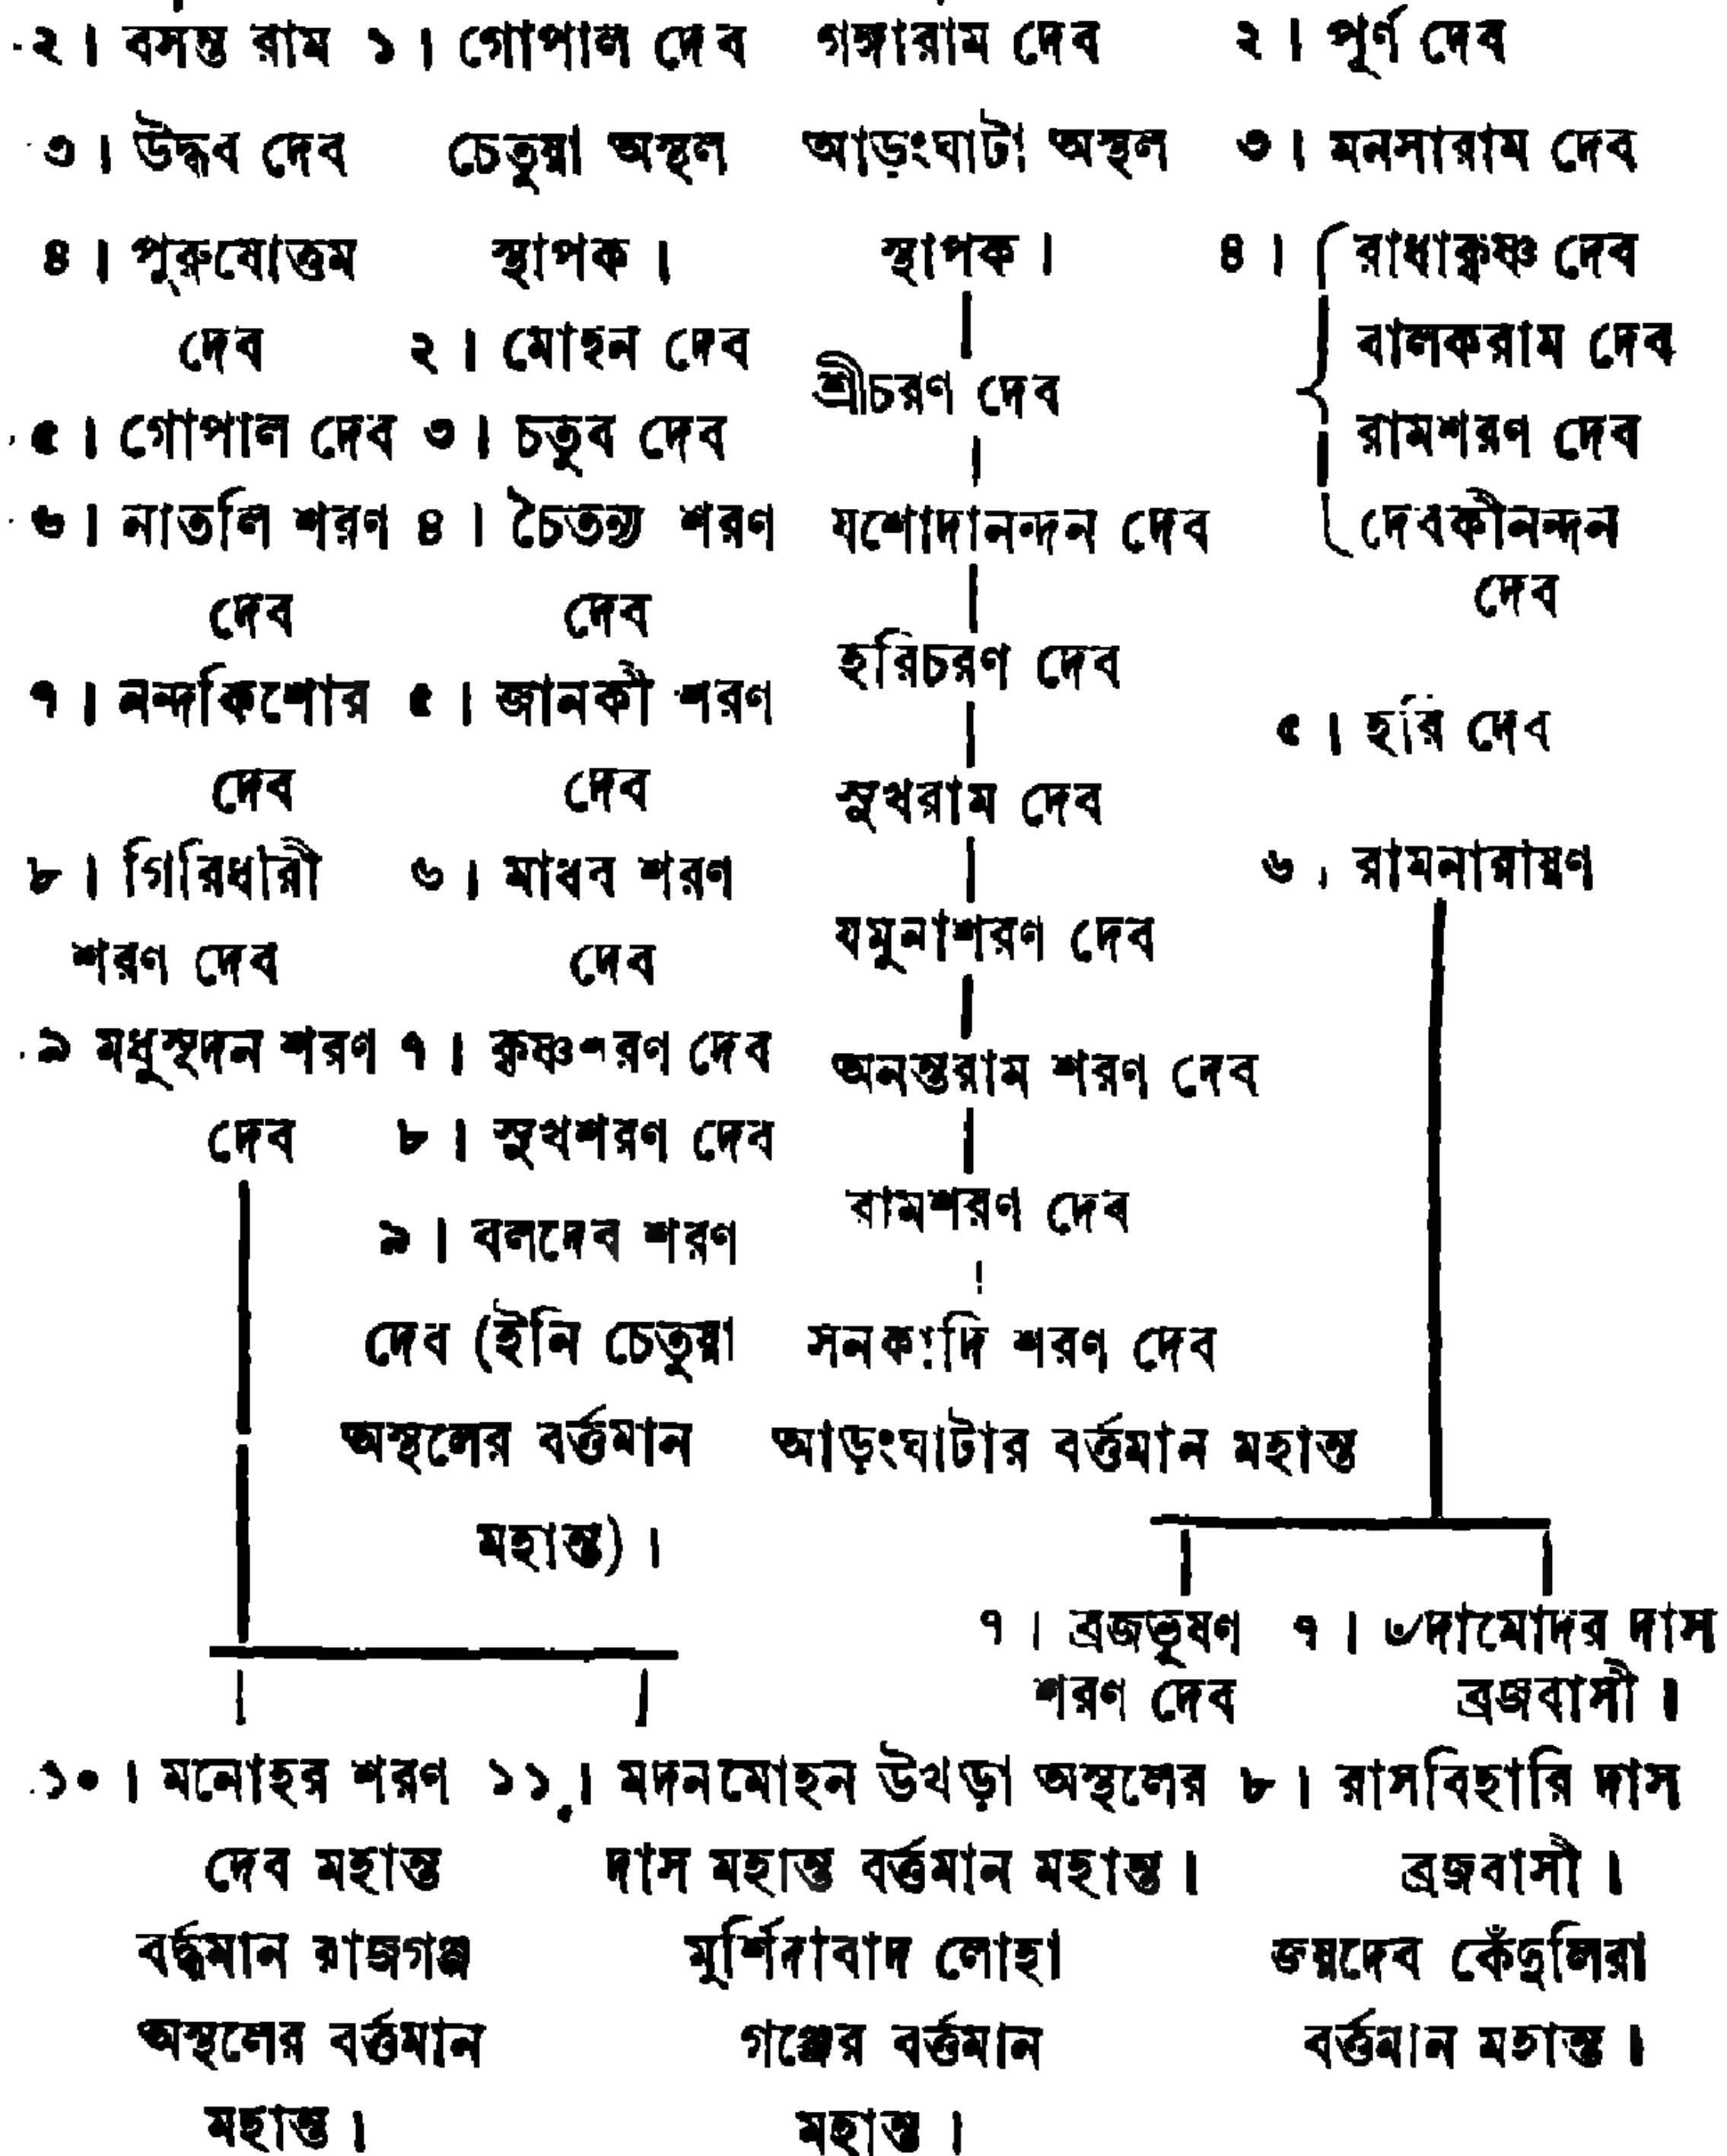 ২। বসন্ত রাম ১। গোপাল দেব গঙ্গারাম দেব ২। পূর্ণ দেব
৩। উদ্ধব দেব চেতুয়া অস্থল আড়ংঘাটা অস্থল ৩। মনসারাম দেব
৪। পুরুষোত্তম স্থাপক। স্থাপক। ৪। রাধাকৃষ্ণ দেব
দেব ২। মোহন দেব বালকরাম দেব
শ্রীচরণ দেব
৫। গোপাল দেব ৩। চতুব দেব রামশরণ দেব
৬। নাতলি শরণ ৪। চৈতন্য শরণ যশোদানন্দন দেব দেবকীনন্দন
দেব দেব দেব
হরিচরণ দেব
৭। নন্দকিশোর ৫। জানকী শরণ ৫। হরি দেব
দেব দেব সুখরাম দেব
৮। গিরিধারী ৬। মাধব শরণ ৬। রামনারায়ণ
শরণ দেব দেব যমুনাশরণ দেব
৯ মধুসূদন শরণ ৭। কৃষ্ণশরণ দেব অনন্তরাম শরণ দেব
দেব ৮। সুখশরণ দেব
রামশরণ দেব
৯। বলদেব শরণ
দেব (ইনি চেতুয়া সনকাদি শরণ দেব
অস্থলের বর্ত্তমান আড়ংঘাটার বর্ত্তমান মহান্ত
মহান্ত)।
৭। ব্রজভূষণ ৭। ৺দামোদর দাস
শরণ দেব ব্রজবাসী।
১০। মনোহর শরণ ১১। মদনমোহন উখড়া অস্থলের ৮। রাসবিহারি দাস
দেব মহান্ত দাস মহান্ত বর্ত্তমান মহান্ত। ব্রজবাসী।
বর্দ্ধমান রাজগঞ্জ মুর্শিদাবাদ লোহা জয়দেব কেঁদুলিরা
অস্থলের বর্ত্তমান গঞ্জের বর্ত্তমান বর্ত্তমান মহান্ত।
মহান্ত। মহান্ত।